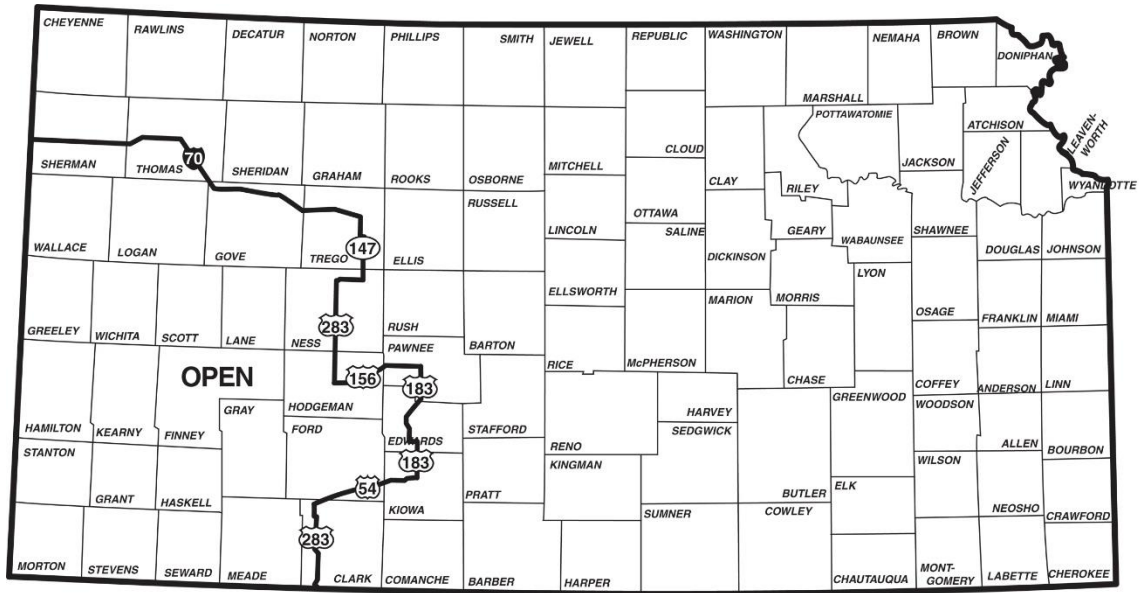 CHEYENNE
RAWLINS
DECATUR
NORTON
PHILLIPS
SMITH
JEWELL
REPUBLIC
WASHINGTON
MARSHALL
NEMAHA
BROWN
DONIPHAN
SHERMAN
THOMAS
70
SHERIDAN
GRAHAM
ROOKS
OSBORNE
MITCHELL
CLOUD
CLAY
RILEY
POTTAWATOMIE
JACKSON
ATCHISON
JEFFERSON
LEAVEN-
WORTH
WYANDOTTE
WALLACE
LOGAN
GOVE
TREGO
147
ELLIS
RUSSELL
LINCOLN
OTTAWA
SALINE
DICKINSON
GEARY
WABAUNSEE
SHAWNEE
DOUGLAS
JOHNSON
GREELEY
WICHITA
SCOTT
LANE
NESS
283
RUSH
BARTON
ELLSWORTH
RICE
McPHERSON
MARION
MORRIS
CHASE
LYON
OSAGE
FRANKLIN
MIAMI
OPEN
156
PAWNEE
183
HODGEMAN
HAMILTON
KEARNY
FINNEY
GRAY
FORD
EDWARDS
STAFFORD
RENO
HARVEY
SEDGWICK
GREENWOOD
COFFEY
ANDERSON
LINN
WOODSON
ALLEN
BOURBON
STANTON
GRANT
HASKELL
54
183
KIOWA
PRATT
KINGMAN
BUTLER
ELK
WILSON
NEOSHO
CRAWFORD
MORTON
STEVENS
SEWARD
MEADE
283
CLARK
COMANCHE
BARBER
HARPER
SUMNER
COWLEY
CHAUTAUQUA
MONT-
GOMERY
LABETTE
CHEROKEE